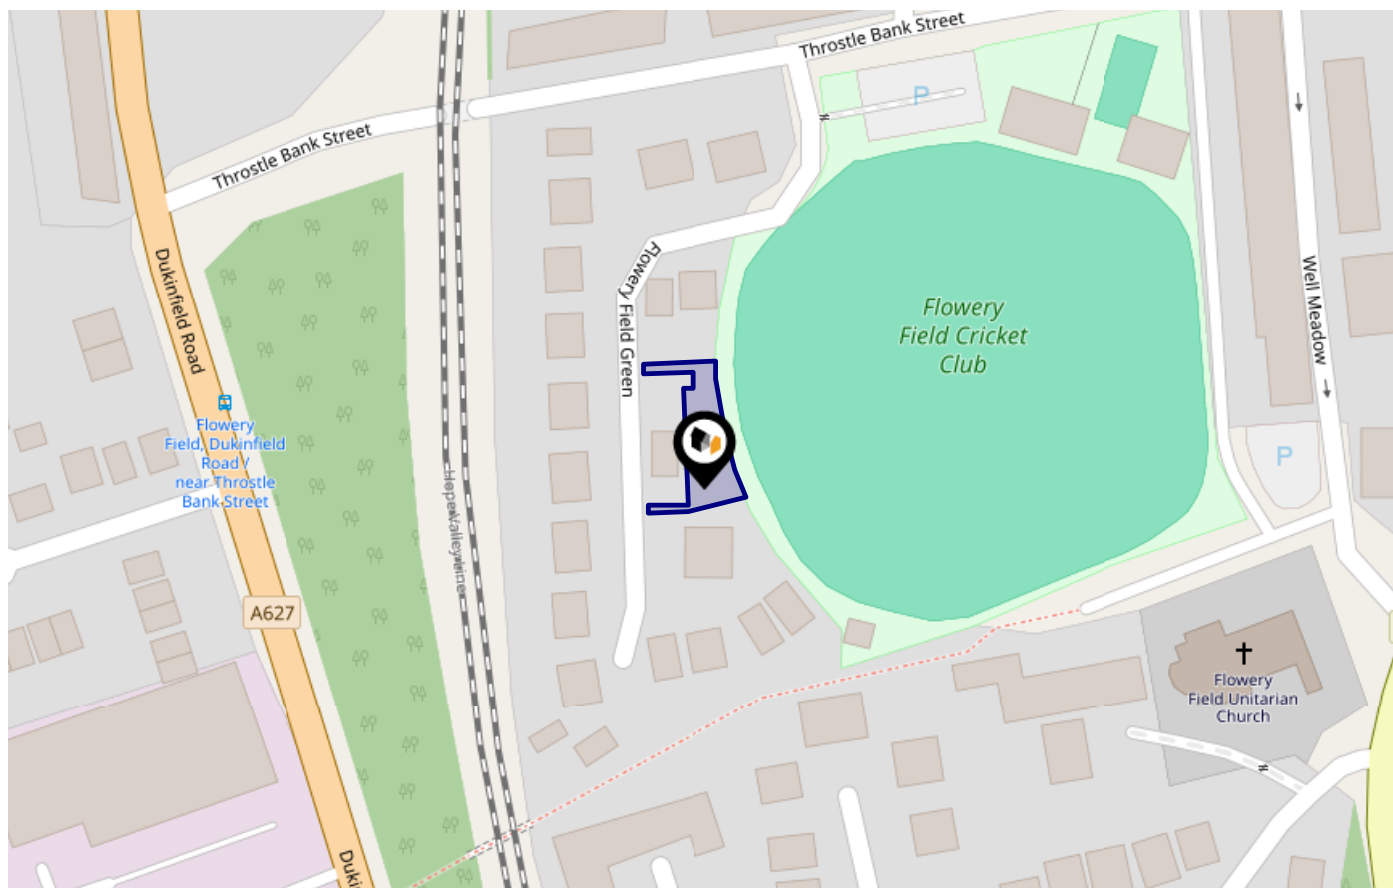 Throstle Bank Street
P
Throstle Bank Street
Dukinfield Road
Flowery Field Green
Flowery
Field Cricket
Club
Well Meadow
Flowery
Field, Dukinfield
Road /
near Throstle
Bank Street
P
Hope Valley Line
A627
Flowery
Field Unitarian
Church
Duki